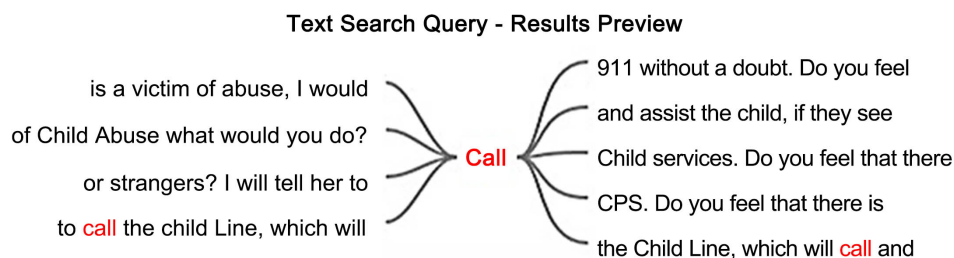 Text Search Query - Results Preview
is a victim of abuse, I would
of Child Abuse what would you do?
or strangers? I will tell her to
to call the child Line, which will
Call
911 without a doubt. Do you feel
and assist the child, if they see
Child services. Do you feel that there
CPS. Do you feel that there is
the Child Line, which will call and